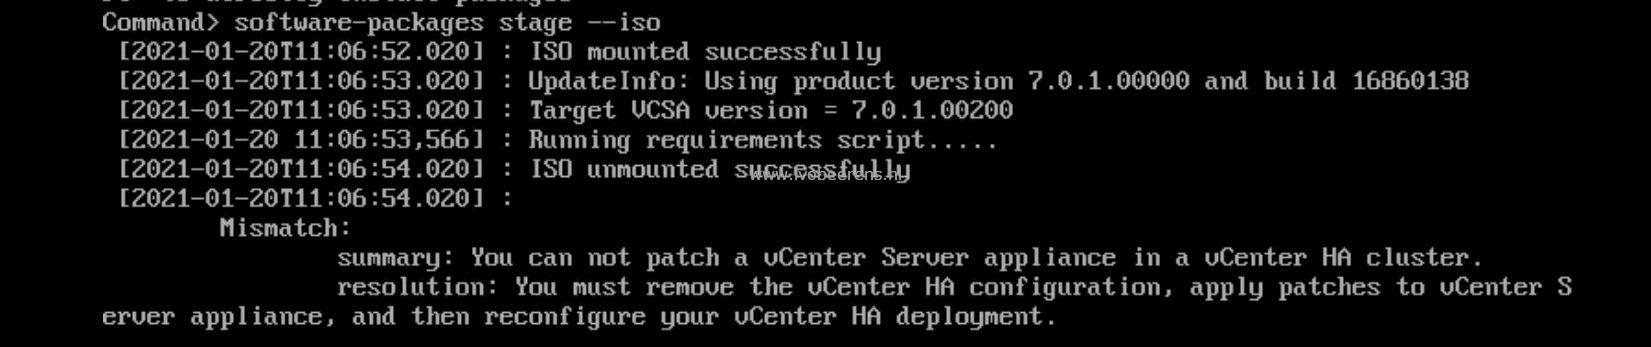 Command> software-packages stage --iso
[2021-01-20T11:06:52.020] : ISO mounted successfully
[2021-01-20T11:06:53.020] : UpdateInfo: Using product version 7.0.1.00000 and build 16860138
[2021-01-20T11:06:53.020] : Target VCSA version = 7.0.1.00200
[2021-01-20 11:06:53,566] : Running requirements script.....
[2021-01-20T11:06:54.020] : ISO unmounted successfully
www.ivobeerens.nl
[2021-01-20T11:06:54.020] :
Mismatch:
summary: You can not patch a vCenter Server appliance in a vCenter HA cluster.
resolution: You must remove the vCenter HA configuration, apply patches to vCenter S
erver appliance, and then reconfigure your vCenter HA deployment.